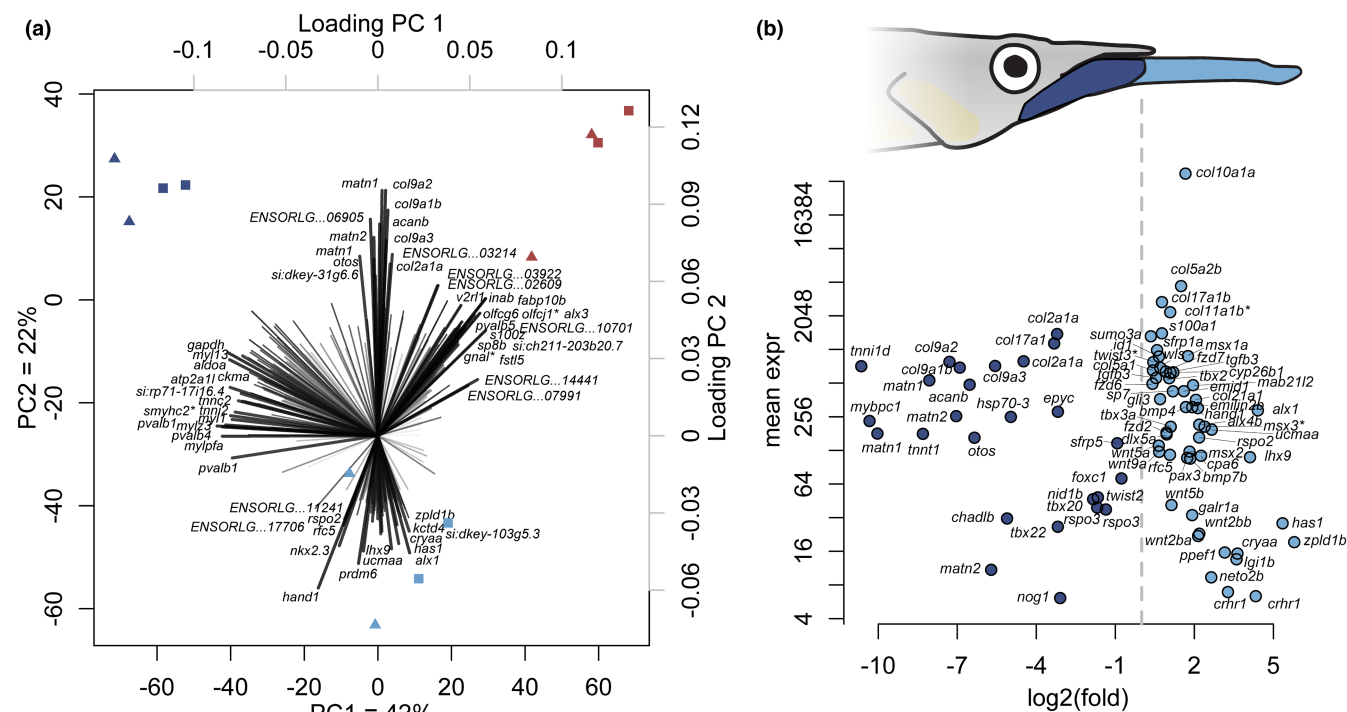 (a)
Loading PC 1
-0.1 -0.05 0 0.05 0.1
PC2 = 22%
40
20
0
-20
-40
-60
Loading PC 2
0.12
0.09
0.06
0.03
0
-0.03
-0.06
-60 -40 -20 0 20 40 60
PC1 = 42%
matn1 col9a2
col9a1b
ENSORLG...06905 acanb
matn2 col9a3
matn1 ENSORLG...03214
otos col2a1a
si:dkey-31g6.6 ENSORLG...03922
ENSORLG...02609
v2rl1 inab fabp10b
olfcg6 olfcj1* alx3
pyalb5 ENSORLG...10701
s100z
sp8b si:ch211-203b20.7
gnal* fstl5
ENSORLG...14441
ENSORLG...07991
gapdh
myl13
aldoa
atp2a1l ckma
si:rp71-17i16.4
tnnc2
smyhc2* tnni2
pvalb1 myl1
mylz3
pvalb4
mylpfa
pvalb1
ENSORLG...11241
ENSORLG...17706 rspo2
rfc5
nkx2.3
hand1
prdm6
lhx9
ucmaa
zpld1b
kctd4
si:dkey-103g5.3
cryaa
has1
alx1
(b)
mean expr
16384
2048
256
64
16
4
-10 -7 -4 -1 2 5
log2(fold)
col10a1a
col5a2b
col17a1b
col11a1b*
s100a1
col2a1a
col17a1
sumo3a
id1
sfrp1a
msx1a
twist3*
wls
fzd7
tgfb3
tnni1d
col9a2
col9a1b
col9a3
col2a1a
col5a1
tgfb3
cyp26b1
fzd6
tbx2
mab21l2
matn1
acanb
hsp70-3
epyc
sp7
emid1
col21a1
gli3
emilin2b
alx1
mybpc1
matn2
tbx3a
bmp4
hang1
alx4b
msx3*
matn1
tnnt1
otos
sfrp5
fzd2
dlx5a
ucmaa
rspo2
wnt5a
msx2
lhx9
wnt9a
rfc5
cpa6
foxc1
pax3
bmp7b
nid1b
twist2
wnt5b
tbx20
galr1a
chadlb
rspo3
rspo3
tbx22
wnt2bb
has1
wnt2ba
cryaa
zpld1b
ppef1
lgi1b
matn2
neto2b
nog1
crhr1
crhr1